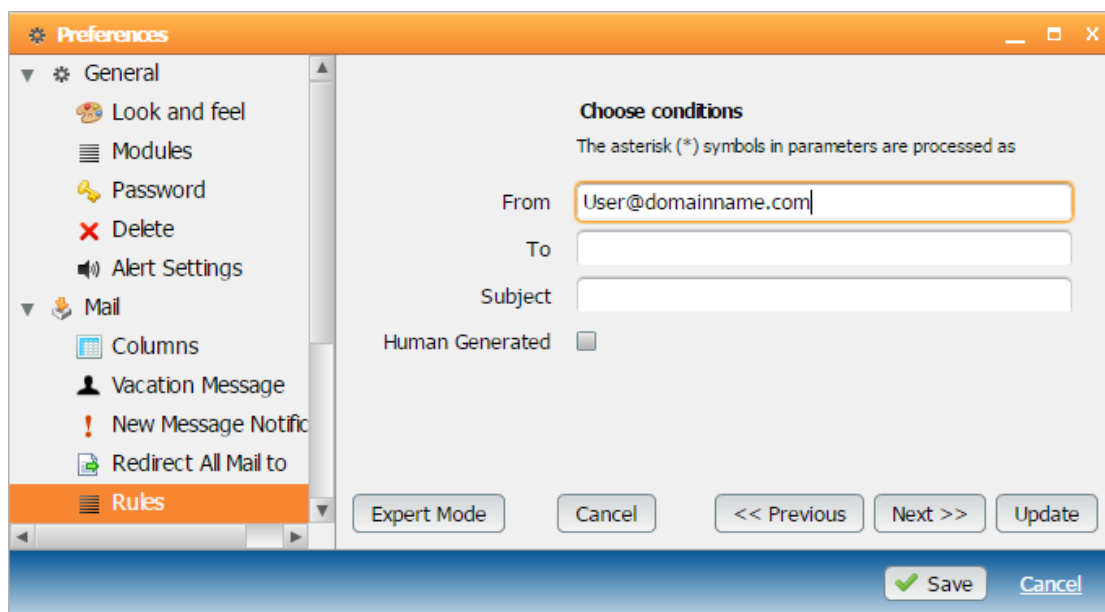 Preferences
General
Look and feel
Modules
Password
Delete
Alert Settings
Mail
Columns
Vacation Message
New Message Notific
Redirect All Mail to
Rules
Choose conditions
The asterisk (*) symbols in parameters are processed as
From User@domainname.com
To
Subject
Human Generated
Expert Mode Cancel << Previous Next >> Update
Save Cancel